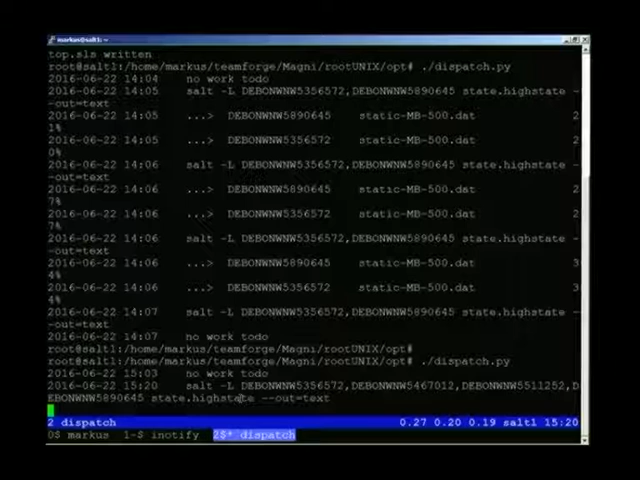 markus@salt1: ~
top.sls written
root@salt1:/home/markus/teamforge/Magni/rootUNIX/opt# ./dispatch.py
2016-06-22 14:04    no work todo
2016-06-22 14:05    salt -L DEBONWNW5356572,DEBONWNW5890645 state.highstate -
-out=text
2016-06-22 14:05    ...>  DEBONWNW5890645    static-MB-500.dat    2
1%
2016-06-22 14:05    ...>  DEBONWNW5356572    static-MB-500.dat    2
0%
2016-06-22 14:06    salt -L DEBONWNW5356572,DEBONWNW5890645 state.highstate -
-out=text
2016-06-22 14:06    ...>  DEBONWNW5890645    static-MB-500.dat    2
7%
2016-06-22 14:06    ...>  DEBONWNW5356572    static-MB-500.dat    2
7%
2016-06-22 14:06    salt -L DEBONWNW5356572,DEBONWNW5890645 state.highstate -
-out=text
2016-06-22 14:06    ...>  DEBONWNW5890645    static-MB-500.dat    3
4%
2016-06-22 14:06    ...>  DEBONWNW5356572    static-MB-500.dat    3
4%
2016-06-22 14:07    salt -L DEBONWNW5356572,DEBONWNW5890645 state.highstate -
-out=text
2016-06-22 14:07    no work todo
root@salt1:/home/markus/teamforge/Magni/rootUNIX/opt#
root@salt1:/home/markus/teamforge/Magni/rootUNIX/opt# ./dispatch.py
2016-06-22 15:03    no work todo
2016-06-22 15:20    salt -L DEBONWNW5356572,DEBONWNW5467012,DEBONWNW5511252,D
EBONWNW5890645 state.highstate --out=text
2 dispatch    0.27 0.20 0.19 salt1 15:20
0$ markus  1-$ inotify  2$* dispatch